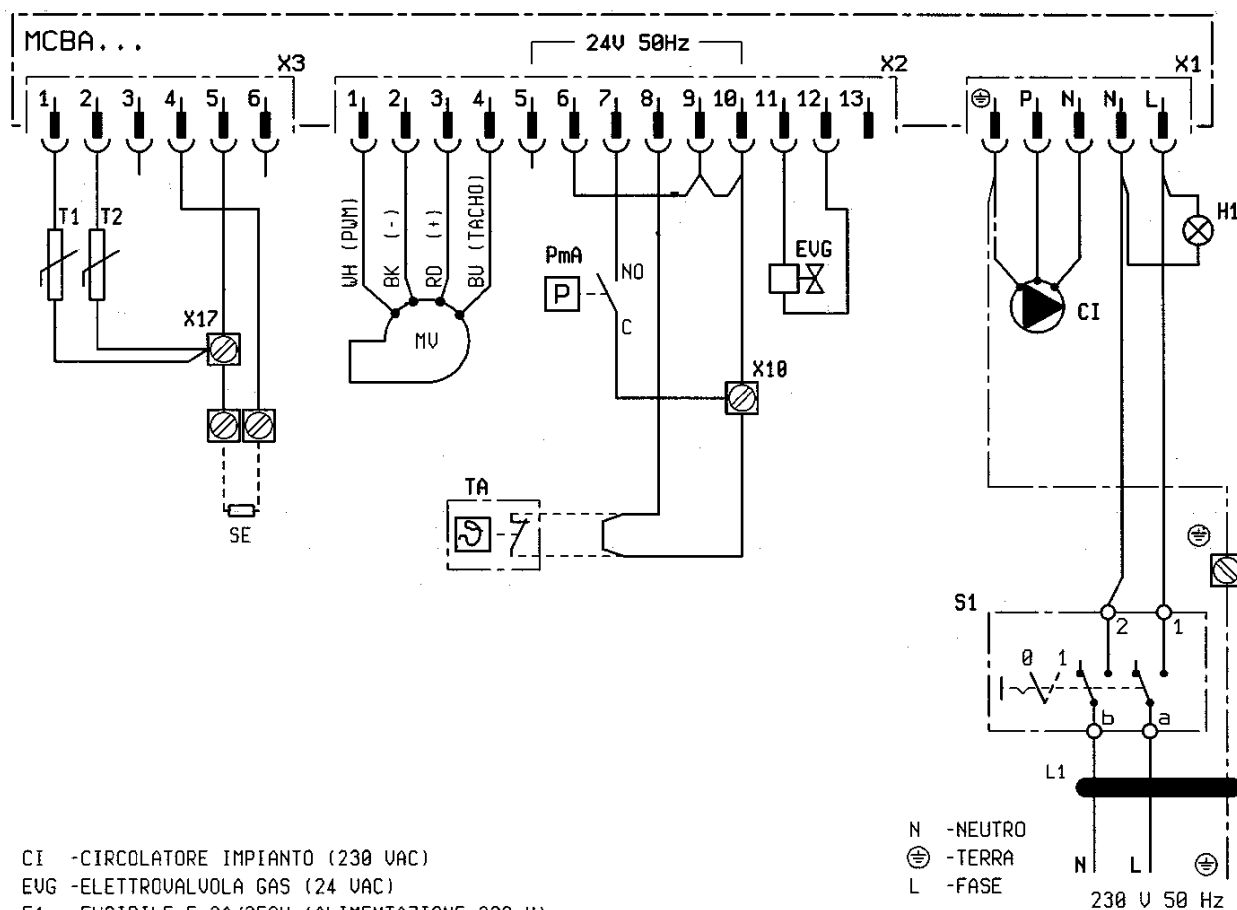 MCBA...
24V 50Hz
X3 X2 X1
1 2 3 4 5 6
1 2 3 4 5 6 7 8 9 10 11 12 13
P N N L
T1 T2
WH (PWM)
BK (-)
RD (+)
BU (TACHO)
H1
PmA
NO
EVG
P
C
X17
MV
CI
X10
TA
SE
S1
2 1
0 1
b a
L1
N -NEUTRO
-TERRA
L -FASE
N L
230 V 50 Hz
CI -CIRCOLATORE IMPIANTO (230 VAC)
EVG -ELETTROVALVOLA GAS (24 VAC)